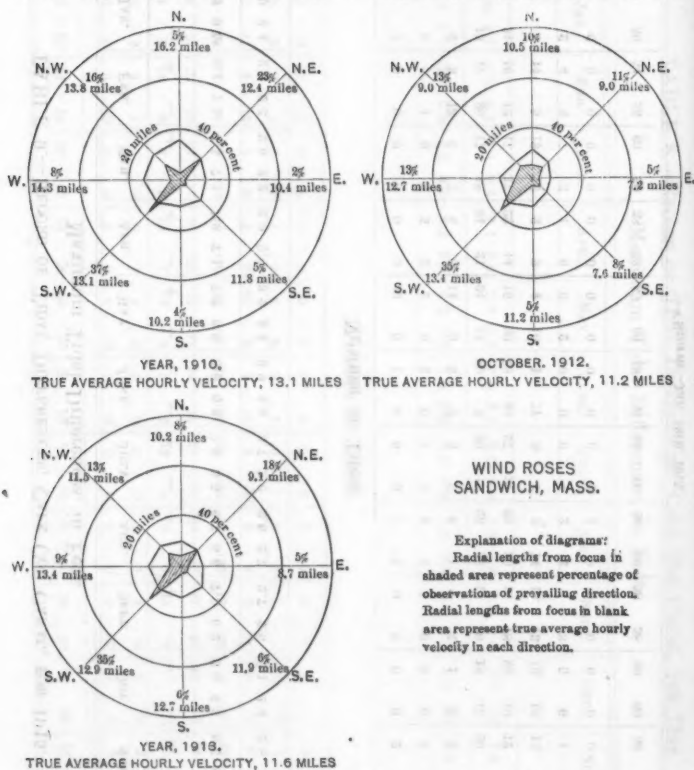 N.
5%
16.2 miles
N.W.
16%
13.8 miles
23%
12.4 miles
N.E.
20 miles
40 per cent
W.
8%
14.3 miles
2%
10.4 miles
E.
37%
13.1 miles
S.W.
5%
11.8 miles
S.E.
4%
10.2 miles
S.
YEAR, 1910.
TRUE AVERAGE HOURLY VELOCITY, 13.1 MILES
N.
10%
10.5 miles
N.W.
13%
9.0 miles
11%
9.0 miles
N.E.
20 miles
40 per cent
W.
13%
12.7 miles
5%
7.2 miles
E.
35%
13.4 miles
S.W.
8%
7.6 miles
S.E.
5%
11.2 miles
S.
OCTOBER. 1912.
TRUE AVERAGE HOURLY VELOCITY, 11.2 MILES
N.
8%
10.2 miles
N.W.
13%
11.5 miles
18%
9.1 miles
N.E.
20 miles
40 per cent
W.
9%
13.4 miles
5%
8.7 miles
E.
35%
12.9 miles
S.W.
6%
11.9 miles
S.E.
6%
12.7 miles
S.
YEAR, 1913.
TRUE AVERAGE HOURLY VELOCITY, 11.6 MILES
WIND ROSES
SANDWICH, MASS.
Explanation of diagrams:
Radial lengths from focus in
shaded area represent percentage of
observations of prevailing direction.
Radial lengths from focus in blank
area represent true average hourly
velocity in each direction.